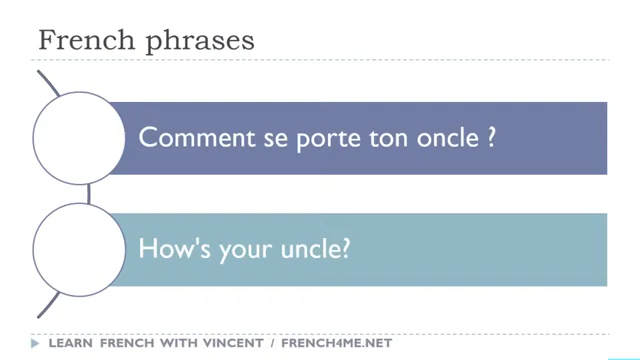 French phrases
Comment se porte ton oncle ?
How's your uncle?
LEARN FRENCH WITH VINCENT / FRENCH4ME.NET